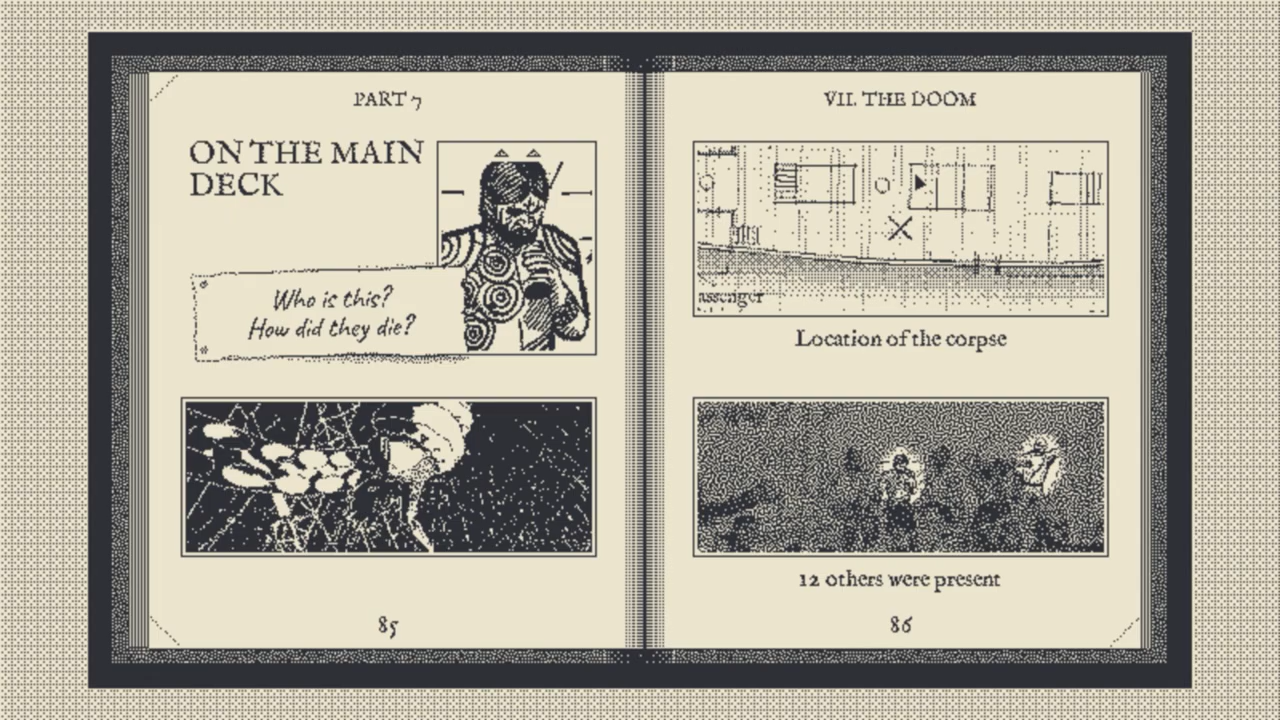 PART 7
ON THE MAIN
DECK
Who is this?
How did they die?
85
VII. THE DOOM
assenger
Location of the corpse
12 others were present
86